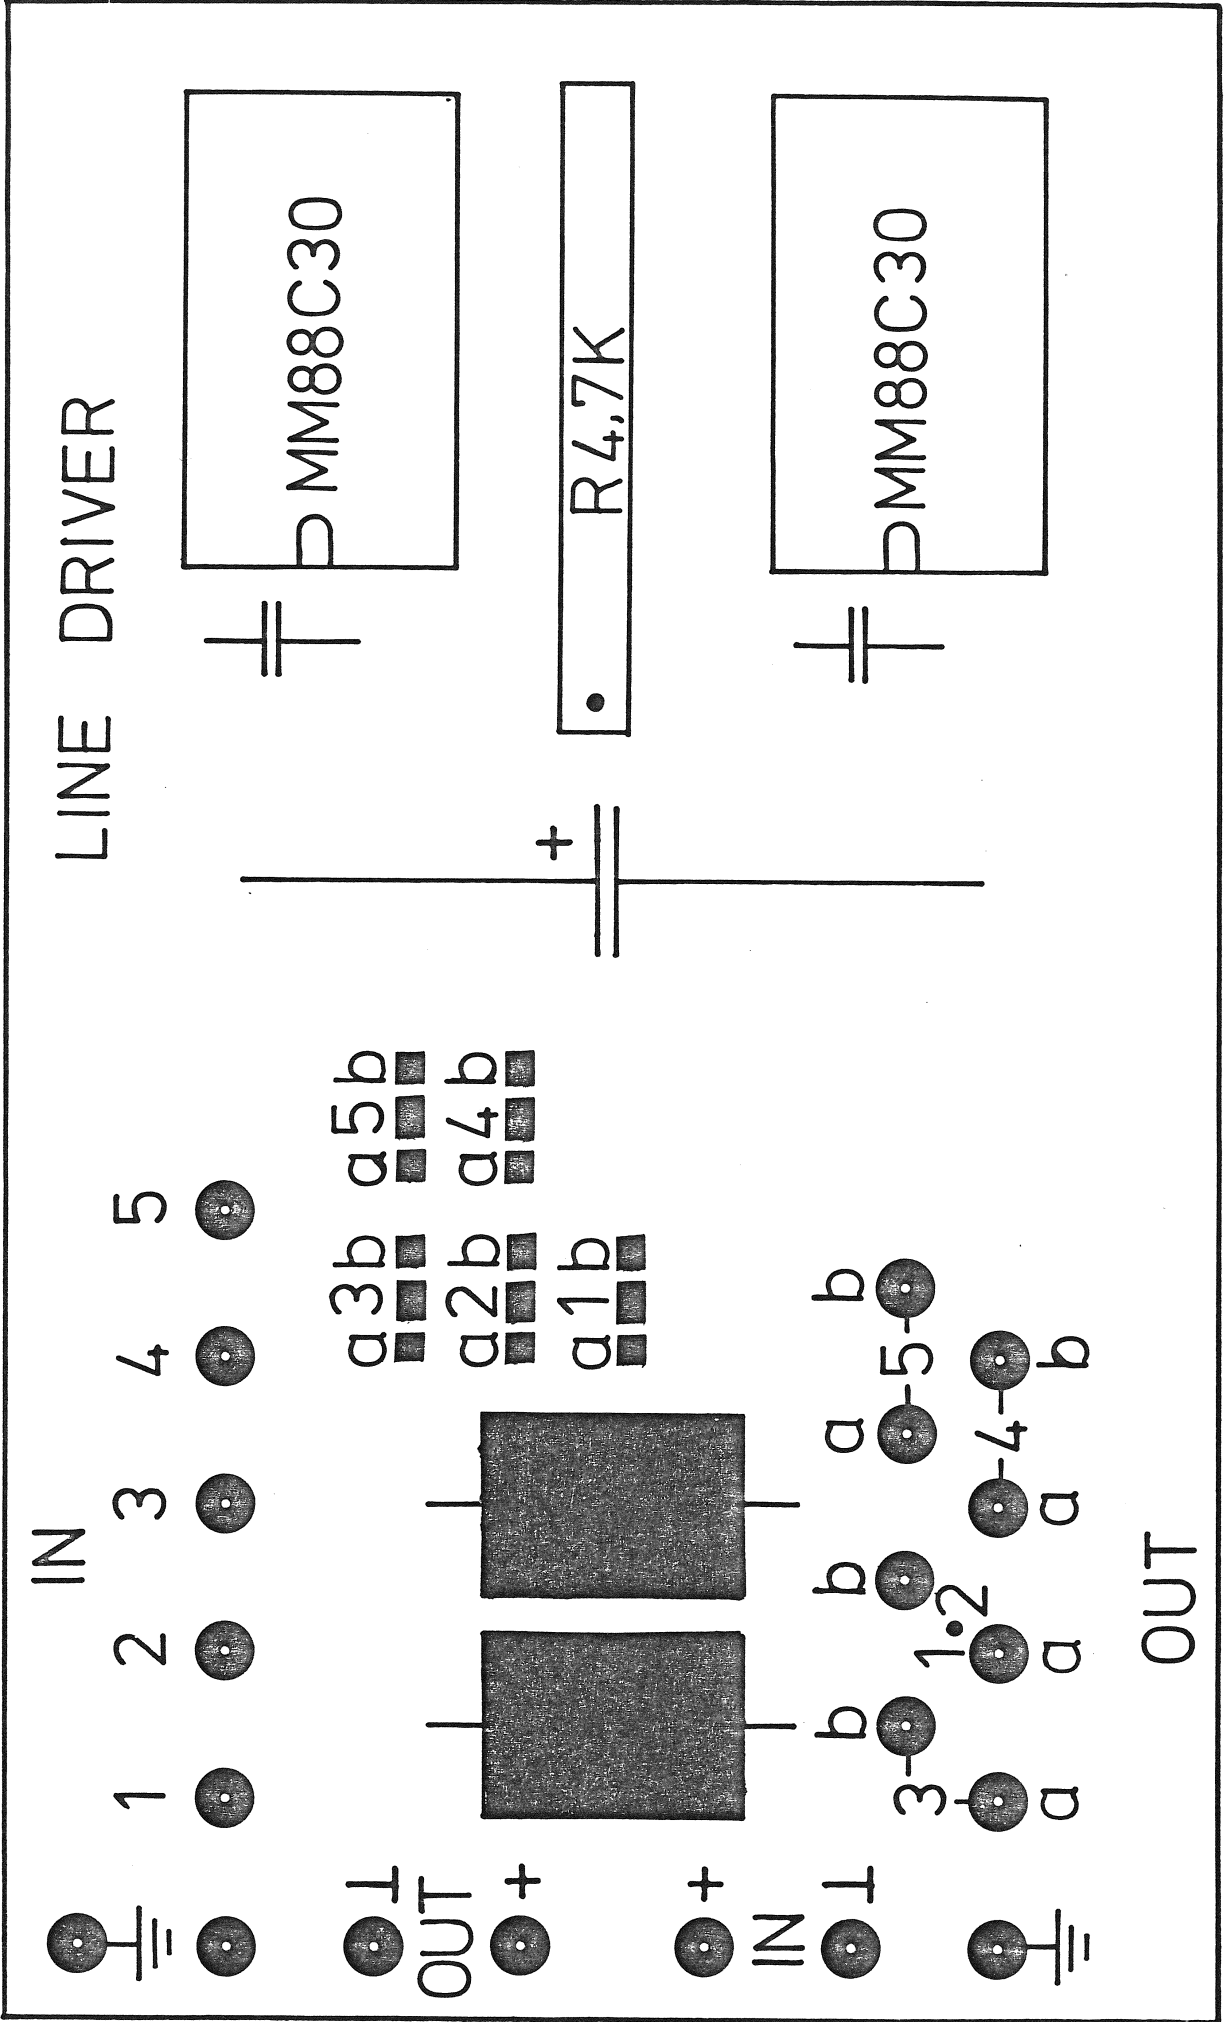 LINE DRIVER
IN
1 2 3 4 5
MM88C30
a3b a5b
a2b a4b
a1b
OUT
+
R4,7K
+
+
IN
MM88C30
b b a b
3 1•2 5
4
a a a b
OUT